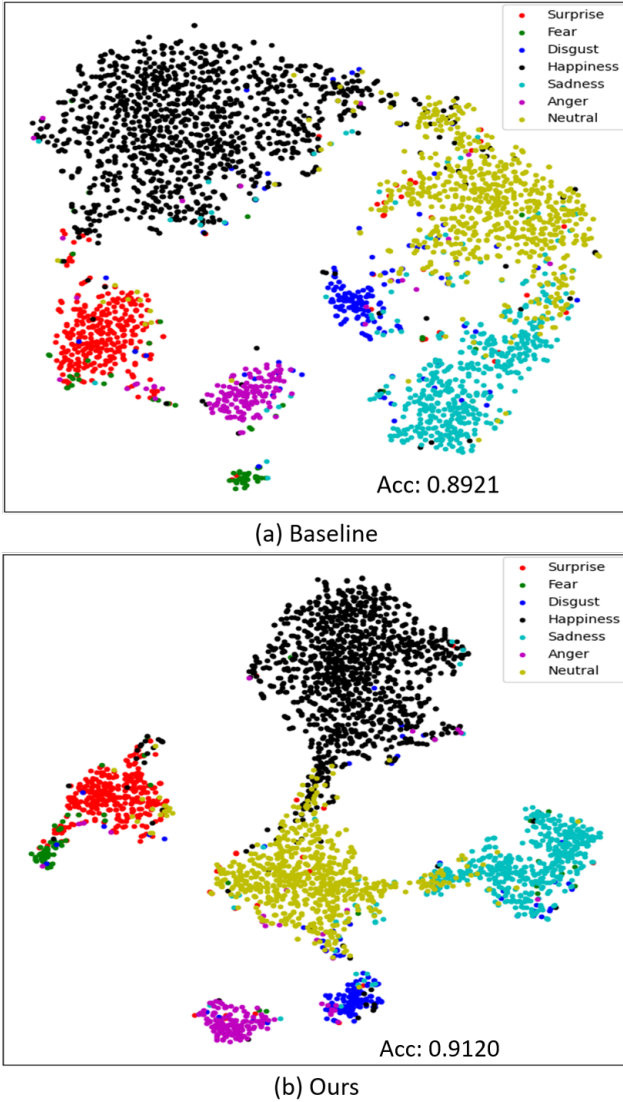 Surprise
Fear
Disgust
Happiness
Sadness
Anger
Neutral
Acc: 0.8921
(a) Baseline
Surprise
Fear
Disgust
Happiness
Sadness
Anger
Neutral
Acc: 0.9120
(b) Ours